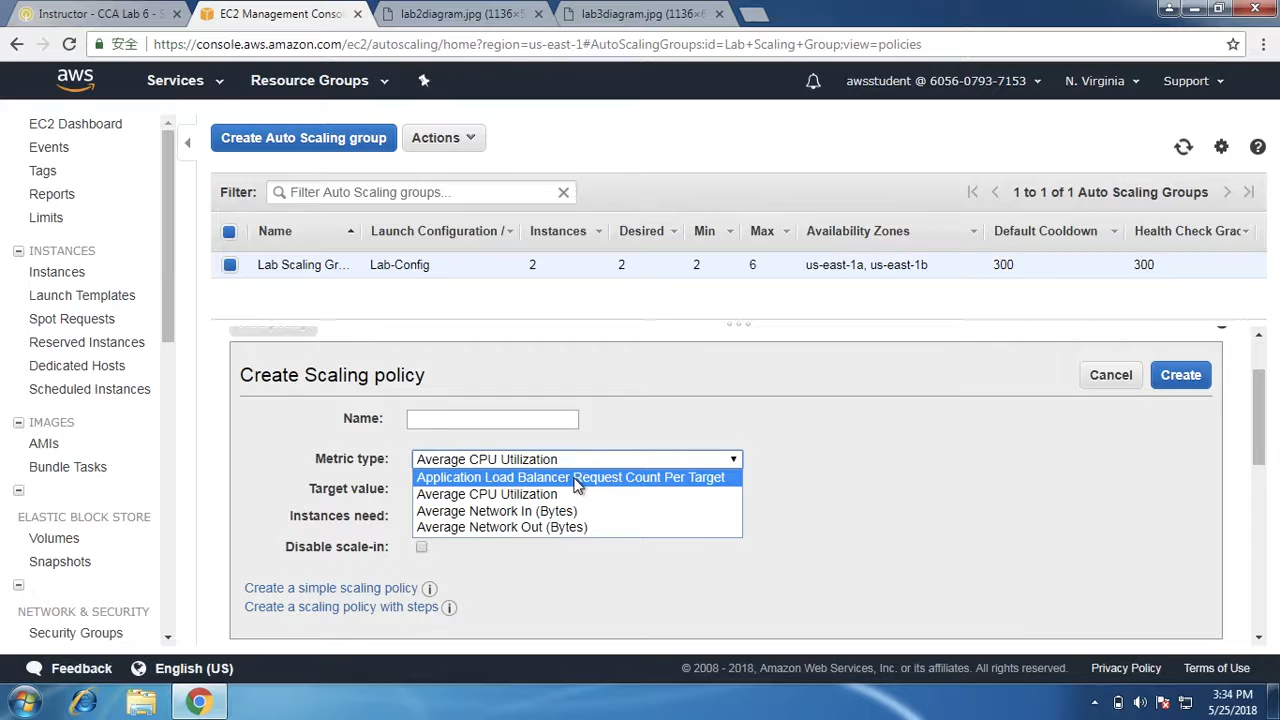 Instructor - CCA Lab 6 -
EC2 Management Conso
lab2diagram.jpg (1136×5
lab3diagram.jpg (1136×6
安全 https://console.aws.amazon.com/ec2/autoscaling/home?region=us-east-1#AutoScalingGroups:id=Lab+Scaling+Group;view=policies
aws Services Resource Groups awsstudent @ 6056-0793-7153 N. Virginia Support
EC2 Dashboard
Events
Tags
Reports
Limits
INSTANCES
Instances
Launch Templates
Spot Requests
Reserved Instances
Dedicated Hosts
Scheduled Instances
IMAGES
AMIs
Bundle Tasks
ELASTIC BLOCK STORE
Volumes
Snapshots
NETWORK & SECURITY
Security Groups
Create Auto Scaling group Actions
Filter: Filter Auto Scaling groups... 1 to 1 of 1 Auto Scaling Groups
Name Launch Configuration / Instances Desired Min Max Availability Zones Default Cooldown Health Check Grac
Lab Scaling Gr... Lab-Config 2 2 2 6 us-east-1a, us-east-1b 300 300
Create Scaling policy Cancel Create
Name:
Metric type: Average CPU Utilization
Application Load Balancer Request Count Per Target
Average CPU Utilization
Average Network In (Bytes)
Average Network Out (Bytes)
Target value:
Instances need:
Disable scale-in:
Create a simple scaling policy
Create a scaling policy with steps
Feedback English (US) © 2008 - 2018, Amazon Web Services, Inc. or its affiliates. All rights reserved. Privacy Policy Terms of Use
3:34 PM
5/25/2018